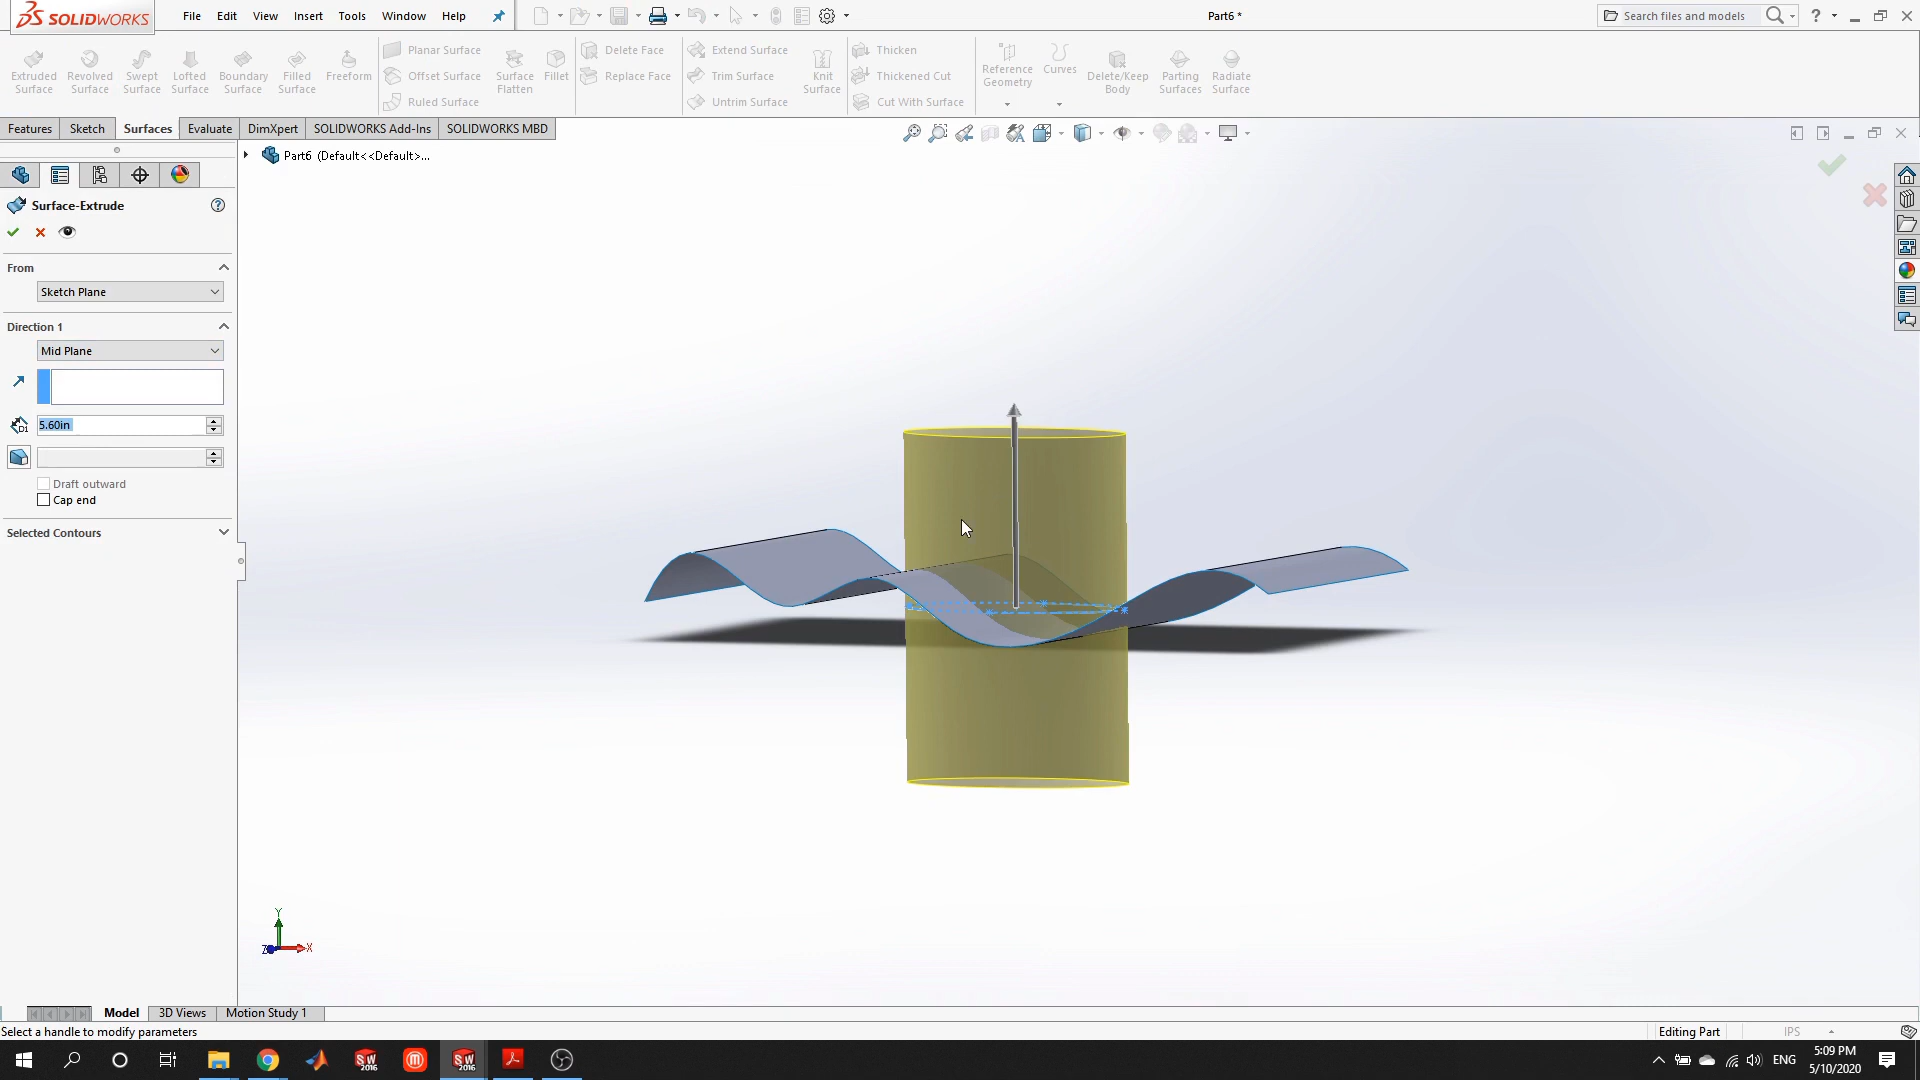 SOLIDWORKS File Edit View Insert Tools Window Help Part6 * Search files and models ?
Extruded Surface
Revolved Surface
Swept Surface
Lofted Surface
Boundary Surface
Filled Surface
Freeform
Planar Surface
Offset Surface
Ruled Surface
Surface Flatten
Fillet
Delete Face
Replace Face
Extend Surface
Trim Surface
Untrim Surface
Knit Surface
Thicken
Thickened Cut
Cut With Surface
Reference Geometry
Curves
Delete/Keep Body
Parting Surfaces
Radiate Surface
Features Sketch Surfaces Evaluate DimXpert SOLIDWORKS Add-Ins SOLIDWORKS MBD
Part6 (Default<<Default>...
Surface-Extrude ?
From
Sketch Plane
Direction 1
Mid Plane
D1 5.60in
Draft outward
Cap end
Selected Contours
Y
Z X
Model 3D Views Motion Study 1
Select a handle to modify parameters Editing Part IPS
SW 2016 SW 2016 ENG 5:09 PM
5/10/2020